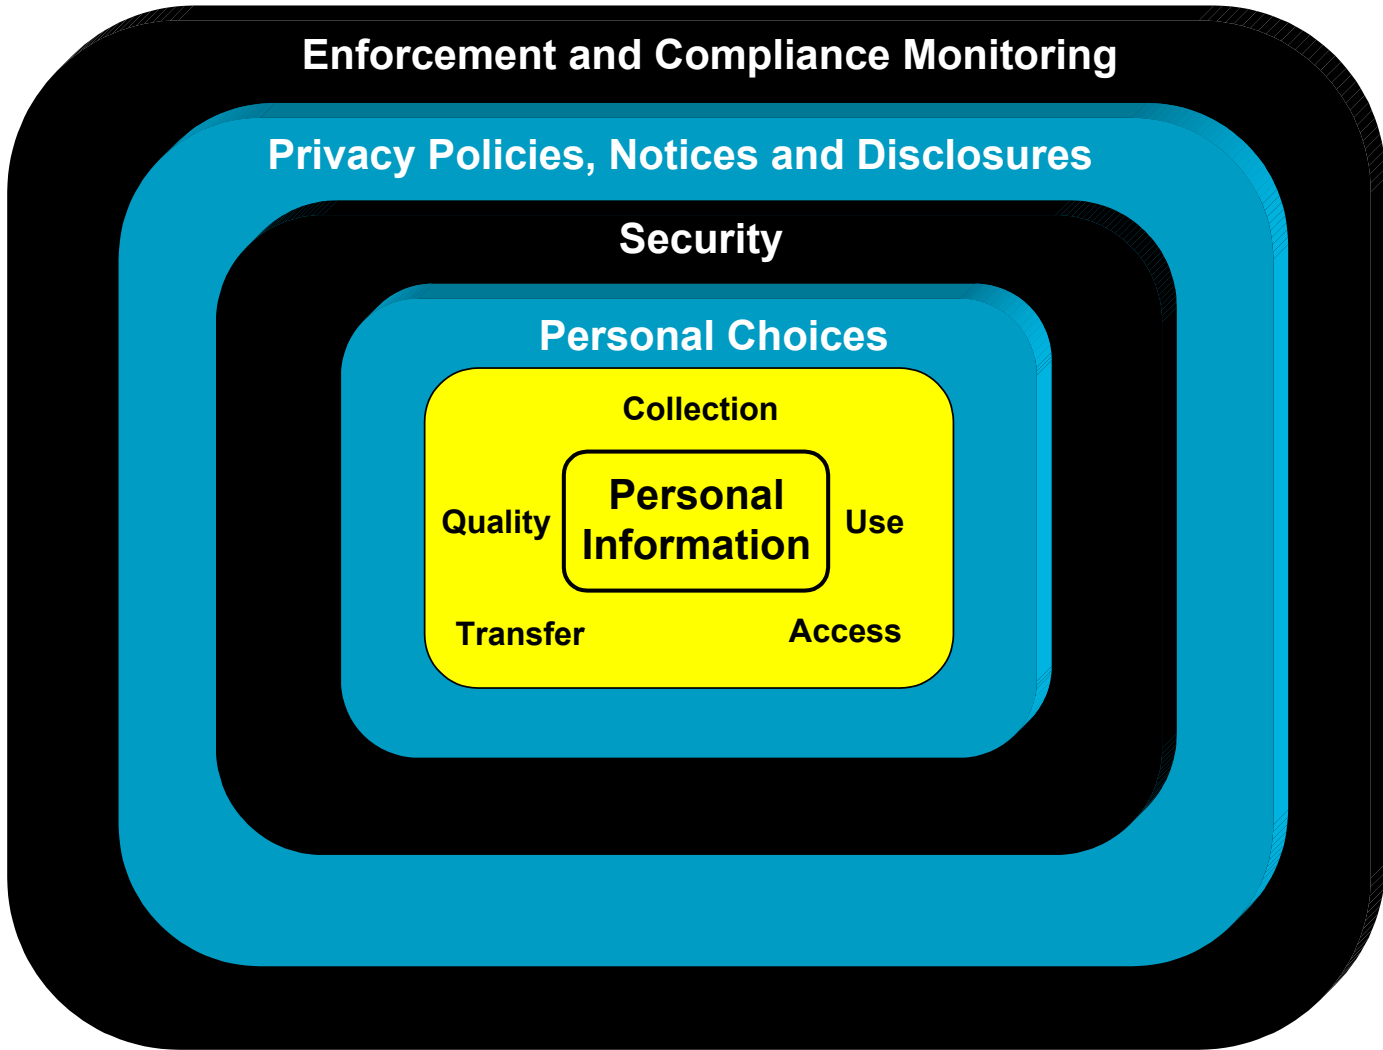 Enforcement and Compliance Monitoring
Privacy Policies, Notices and Disclosures
Security
Personal Choices
Collection
Personal
Information
Quality
Use
Transfer
Access